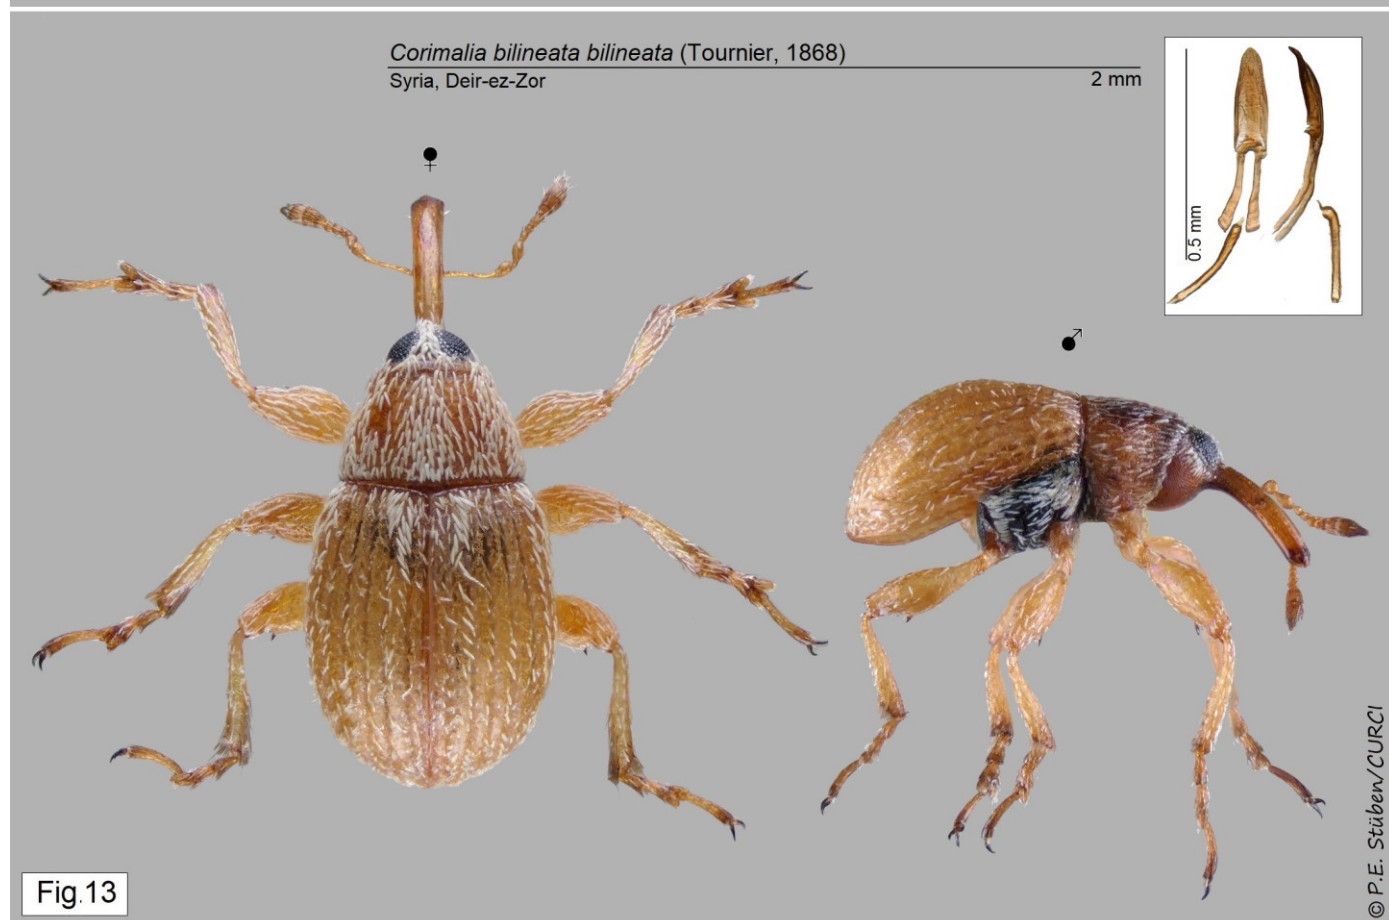 Corimalia bilineata bilineata (Tournier, 1868)
Syria, Deir-ez-Zor
2 mm
♀
0.5 mm
♂
© P.E. Stüben/CURCI
Fig.13